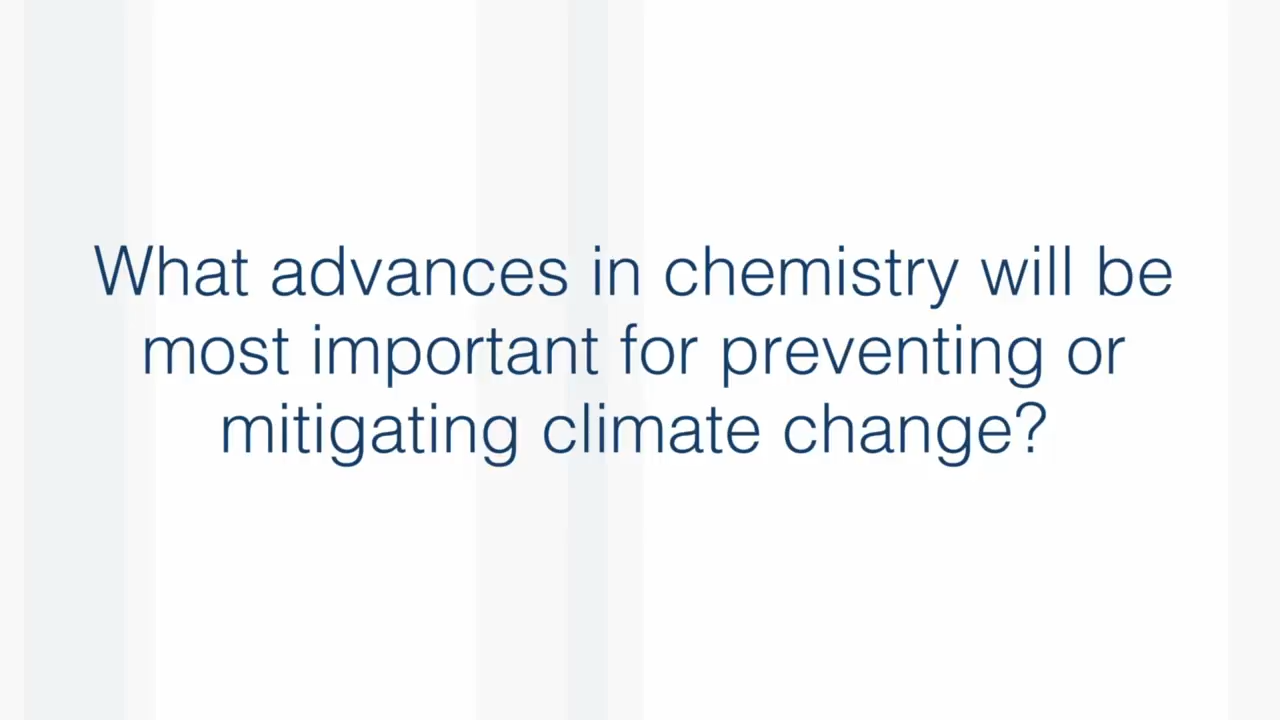 What advances in chemistry will be
most important for preventing or
mitigating climate change?